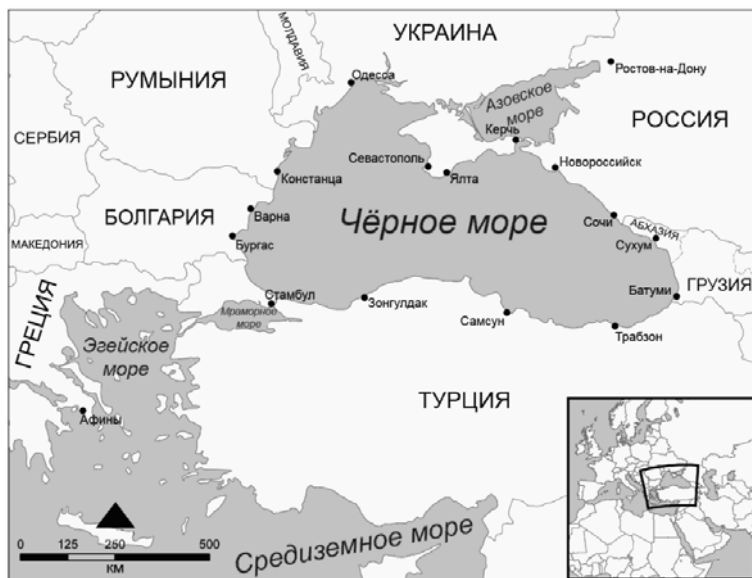 УКРАИНА
МОЛДАВИЯ
Одесса
Ростов-на-Дону
РУМЫНИЯ
Азовское
море
РОССИЯ
Керчь
СЕРБИЯ
Севастополь
Ялта
Новороссийск
Констанца
БОЛГАРИЯ
Варна
Чёрное море
Сочи
АБХАЗИЯ
МАКЕДОНИЯ
Бургас
Сухум
Батуми
ГРУЗИЯ
ГРЕЦИЯ
Стамбул
Зонгулдак
Мраморное
море
Самсун
Трабзон
Эгейское
море
ТУРЦИЯ
Афины
Средиземное море
0 125 250 500
КМ